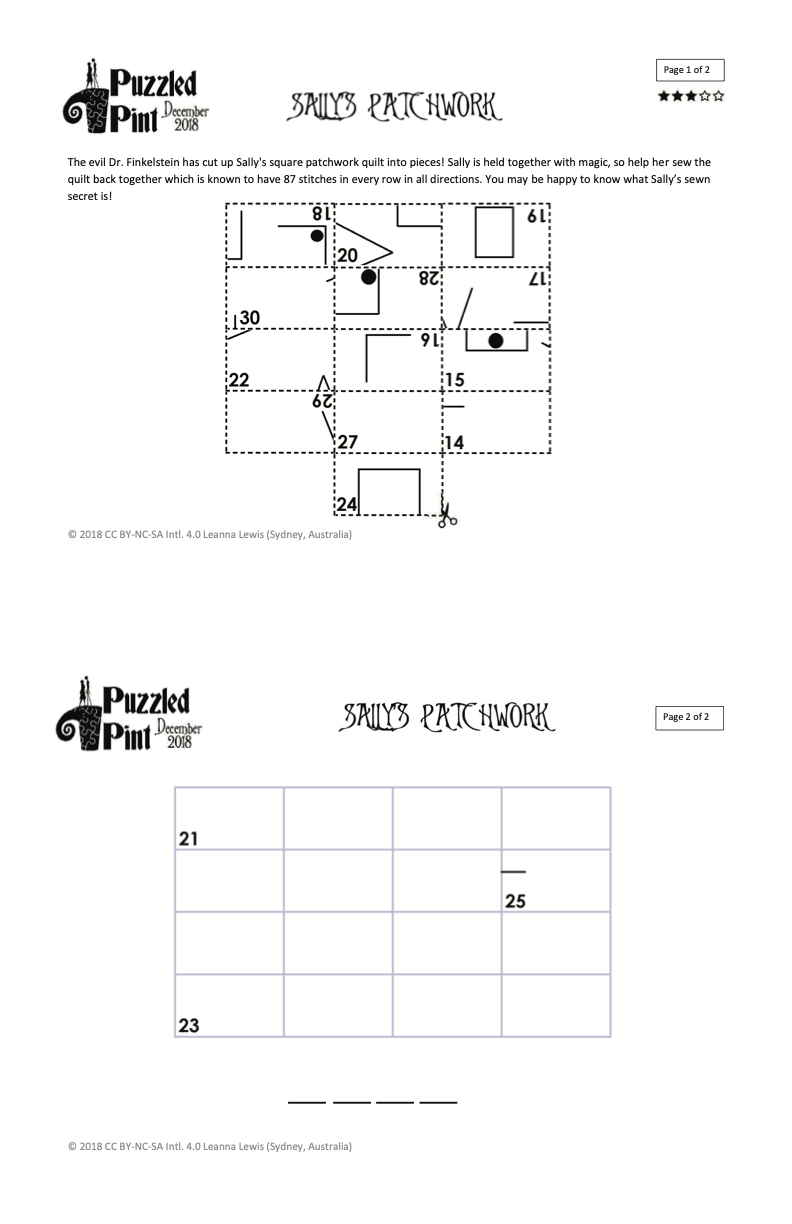 Puzzled
Pint December
2018
SALLY'S PATCHWORK
Page 1 of 2
★★★☆☆
The evil Dr. Finkelstein has cut up Sally's square patchwork quilt into pieces! Sally is held together with magic, so help her sew the
quilt back together which is known to have 87 stitches in every row in all directions. You may be happy to know what Sally's sewn
secret is!
18
20
19
30
28
17
22
16
15
29
27
14
24
© 2018 CC BY-NC-SA Intl. 4.0 Leanna Lewis (Sydney, Australia)
Puzzled
Pint December
2018
SALLY'S PATCHWORK
Page 2 of 2
21
25
23
© 2018 CC BY-NC-SA Intl. 4.0 Leanna Lewis (Sydney, Australia)